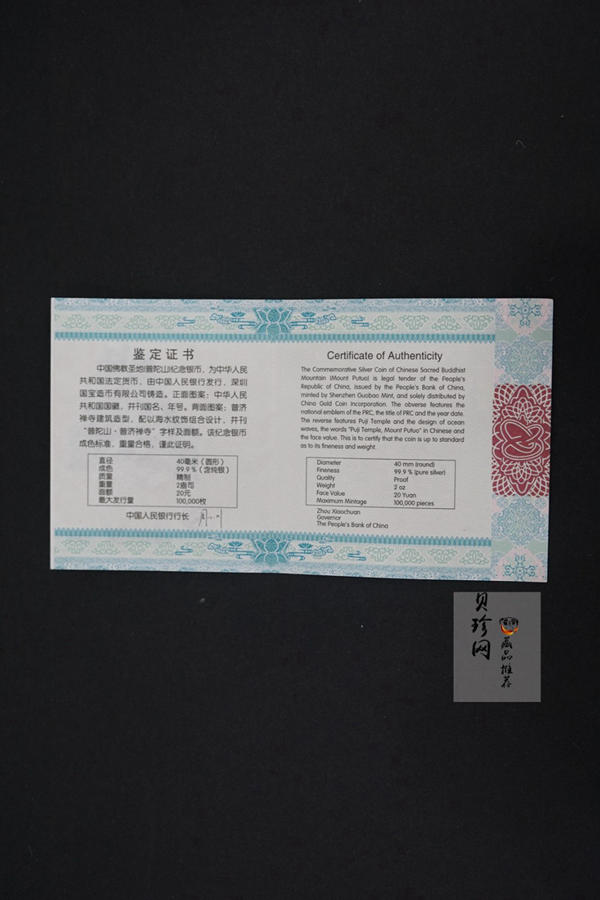 鉴定证书
中国佛教圣地(普陀山)纪念银币，为中华人民
共和国法定货币，由中国人民银行发行，深圳
国宝造币有限公司铸造。正面图案：中华人民
共和国国徽，并刊国名、年号。背面图案：普济
禅寺建筑造型，配以海水纹饰组合设计，并刊
“普陀山·普济禅寺”字样及面额。该纪念银币
成色标准，重量合格，谨此证明。
直径 40毫米（圆形）
成色 99.9%（含纯银）
质量 精制
重量 2盎司
面额 20元
最大发行量 100,000枚
中国人民银行行长
Certificate of Authenticity
The Commemorative Silver Coin of Chinese Sacred Buddhist
Mountain (Mount Putuo) is legal tender of the People's
Republic of China, issued by the People's Bank of China,
minted by Shenzhen Guobao Mint, and solely distributed by
China Gold Coin Incorporation. The obverse features the
national emblem of the PRC, the title of PRC and the year date.
The reverse features Puji Temple and the design of ocean
waves, the words "Puji Temple, Mount Putuo" in Chinese and
the face value. This is to certify that the coin is up to standard
as to its fineness and weight.
Diameter 40 mm (round)
Fineness 99.9 % (pure silver)
Quality Proof
Weight 2 oz
Face Value 20 Yuan
Maximum Mintage 100,000 pieces
Zhou Xiaochuan
Governor
The People's Bank of China
贝珍网
藏品推荐